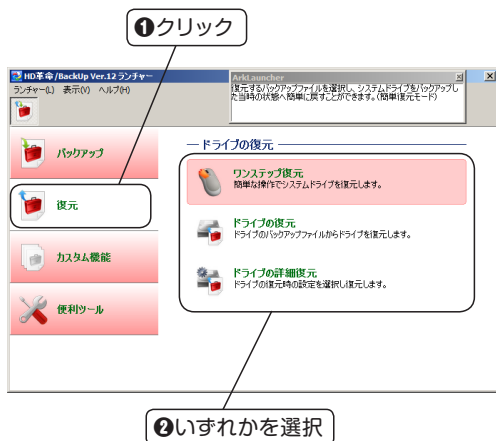 ❶クリック
HD革命/BackUp Ver.12 ランチャー
ArkLauncher
ランチャー(L) 表示(V) ヘルプ(H)
復元するバックアップファイルを選択し、システムドライブをバックアップし
た当時の状態へ簡単に戻すことができます。(簡単復元モード)
バックアップ
復元
カスタム機能
便利ツール
ドライブの復元
ワンステップ復元
簡単な操作でシステムドライブを復元します。
ドライブの復元
ドライブのバックアップファイルからドライブを復元します。
ドライブの詳細復元
ドライブの復元時の設定を選択し復元します。
❷いずれかを選択